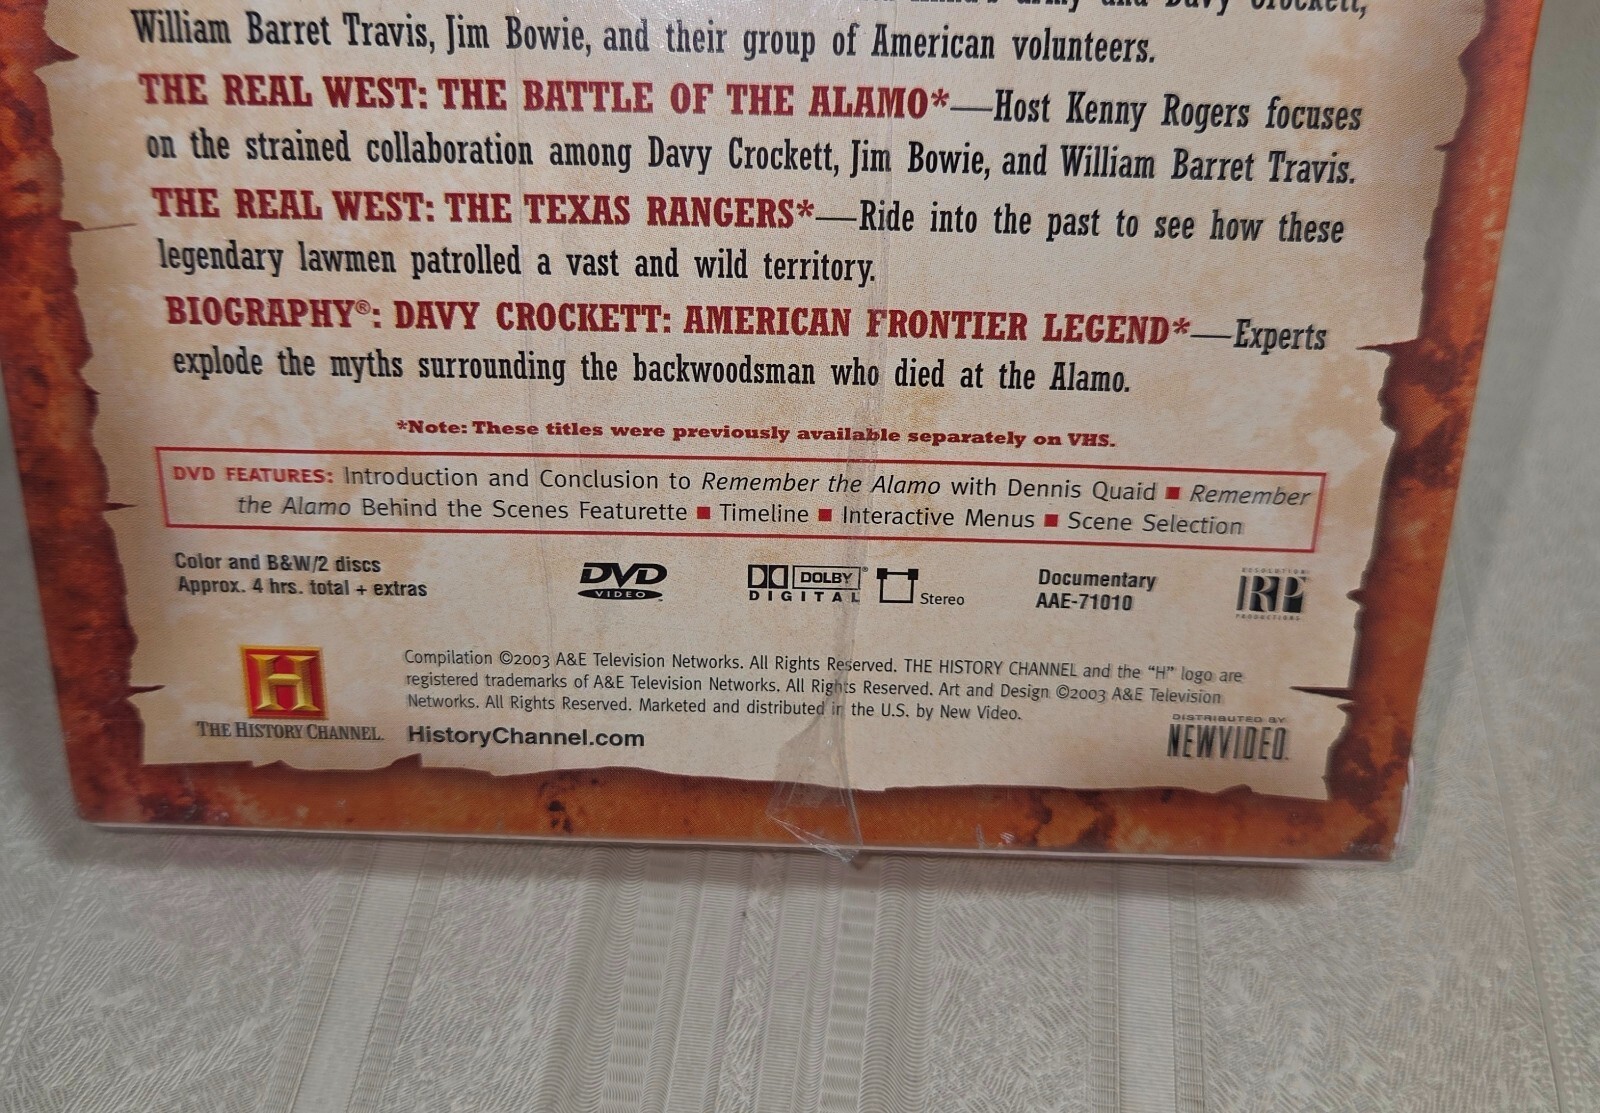 army and Davy Crockett,
William Barret Travis, Jim Bowie, and their group of American volunteers.
THE REAL WEST: THE BATTLE OF THE ALAMO*—Host Kenny Rogers focuses
on the strained collaboration among Davy Crockett, Jim Bowie, and William Barret Travis.
THE REAL WEST: THE TEXAS RANGERS*—Ride into the past to see how these
legendary lawmen patrolled a vast and wild territory.
BIOGRAPHY®: DAVY CROCKETT: AMERICAN FRONTIER LEGEND*—Experts
explode the myths surrounding the backwoodsman who died at the Alamo.
*Note: These titles were previously available separately on VHS.
DVD FEATURES: Introduction and Conclusion to Remember the Alamo with Dennis Quaid ■ Remember
the Alamo Behind the Scenes Featurette ■ Timeline ■ Interactive Menus ■ Scene Selection
Color and B&W/2 discs
Approx. 4 hrs. total + extras
DVD
VIDEO
DOLBY®
DIGITAL
Stereo
Documentary
AAE-71010
RESOLUTION
RP
PRODUCTIONS
H
THE HISTORY CHANNEL.
Compilation ©2003 A&E Television Networks. All Rights Reserved. THE HISTORY CHANNEL and the "H" logo are
registered trademarks of A&E Television Networks. All Rights Reserved. Art and Design ©2003 A&E Television
Networks. All Rights Reserved. Marketed and distributed in the U.S. by New Video.
HistoryChannel.com
DISTRIBUTED BY
NEWVIDEO.